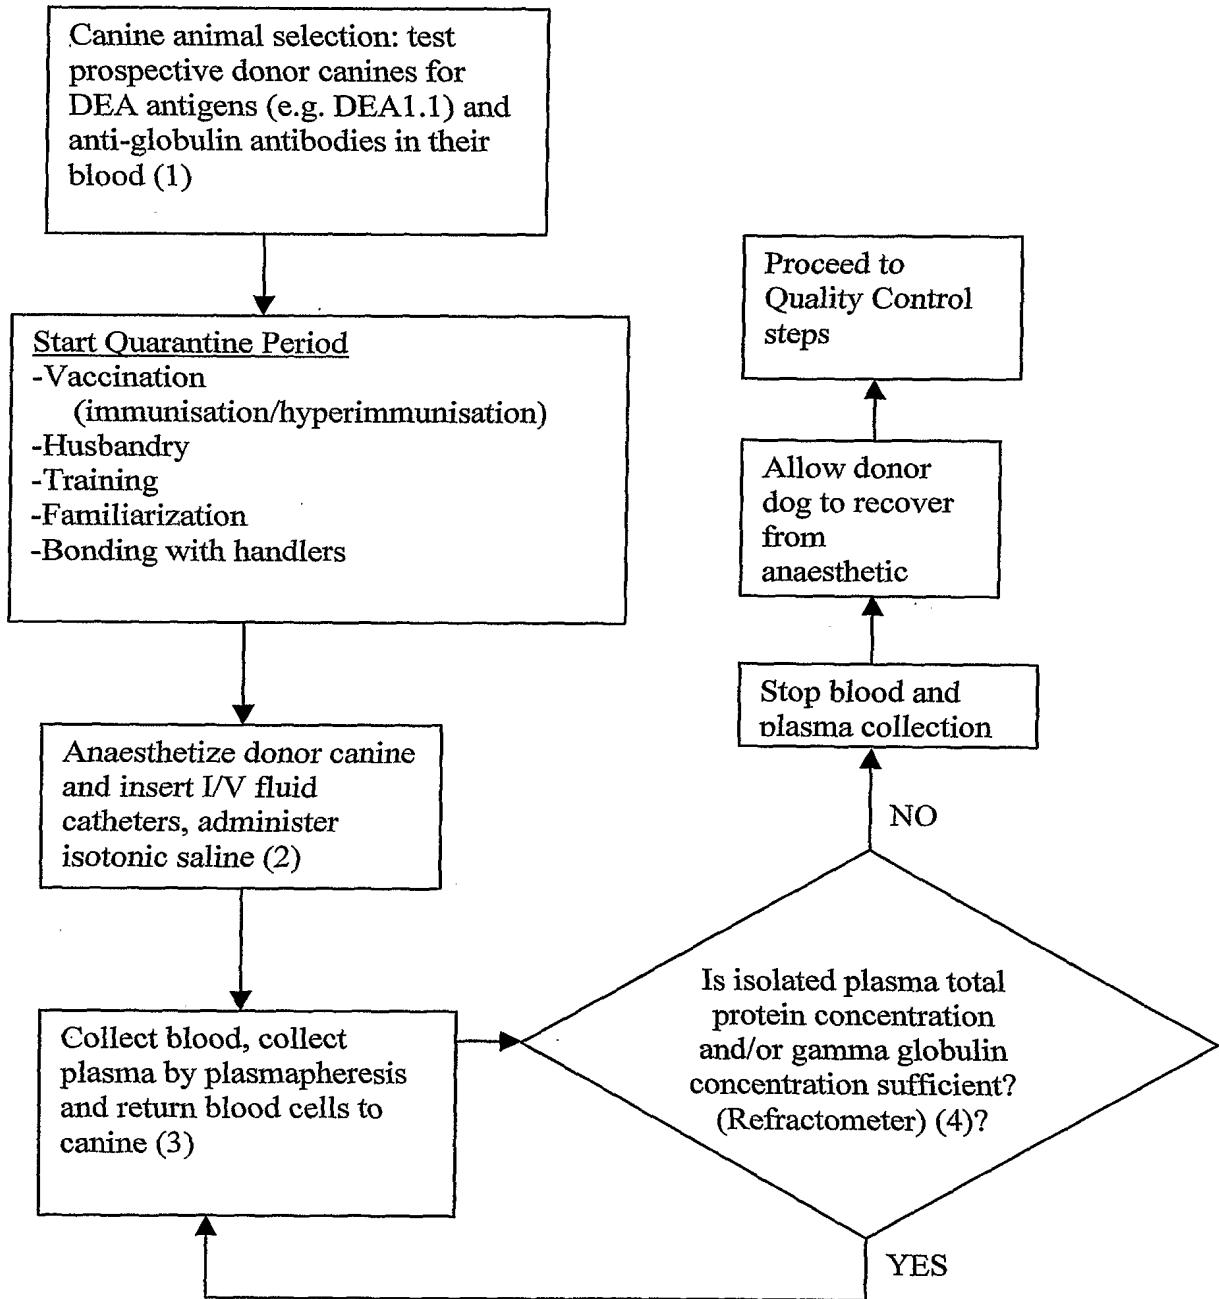 Canine animal selection: test
prospective donor canines for
DEA antigens (e.g. DEA1.1) and
anti-globulin antibodies in their
blood (1)
Start Quarantine Period
-Vaccination
(immunisation/hyperimmunisation)
-Husbandry
-Training
-Familiarization
-Bonding with handlers
Anaesthetize donor canine
and insert I/V fluid
catheters, administer
isotonic saline (2)
Collect blood, collect
plasma by plasmapheresis
and return blood cells to
canine (3)
Is isolated plasma total
protein concentration
and/or gamma globulin
concentration sufficient?
(Refractometer) (4)?
YES
NO
Stop blood and
plasma collection
Allow donor
dog to recover
from
anaesthetic
Proceed to
Quality Control
steps